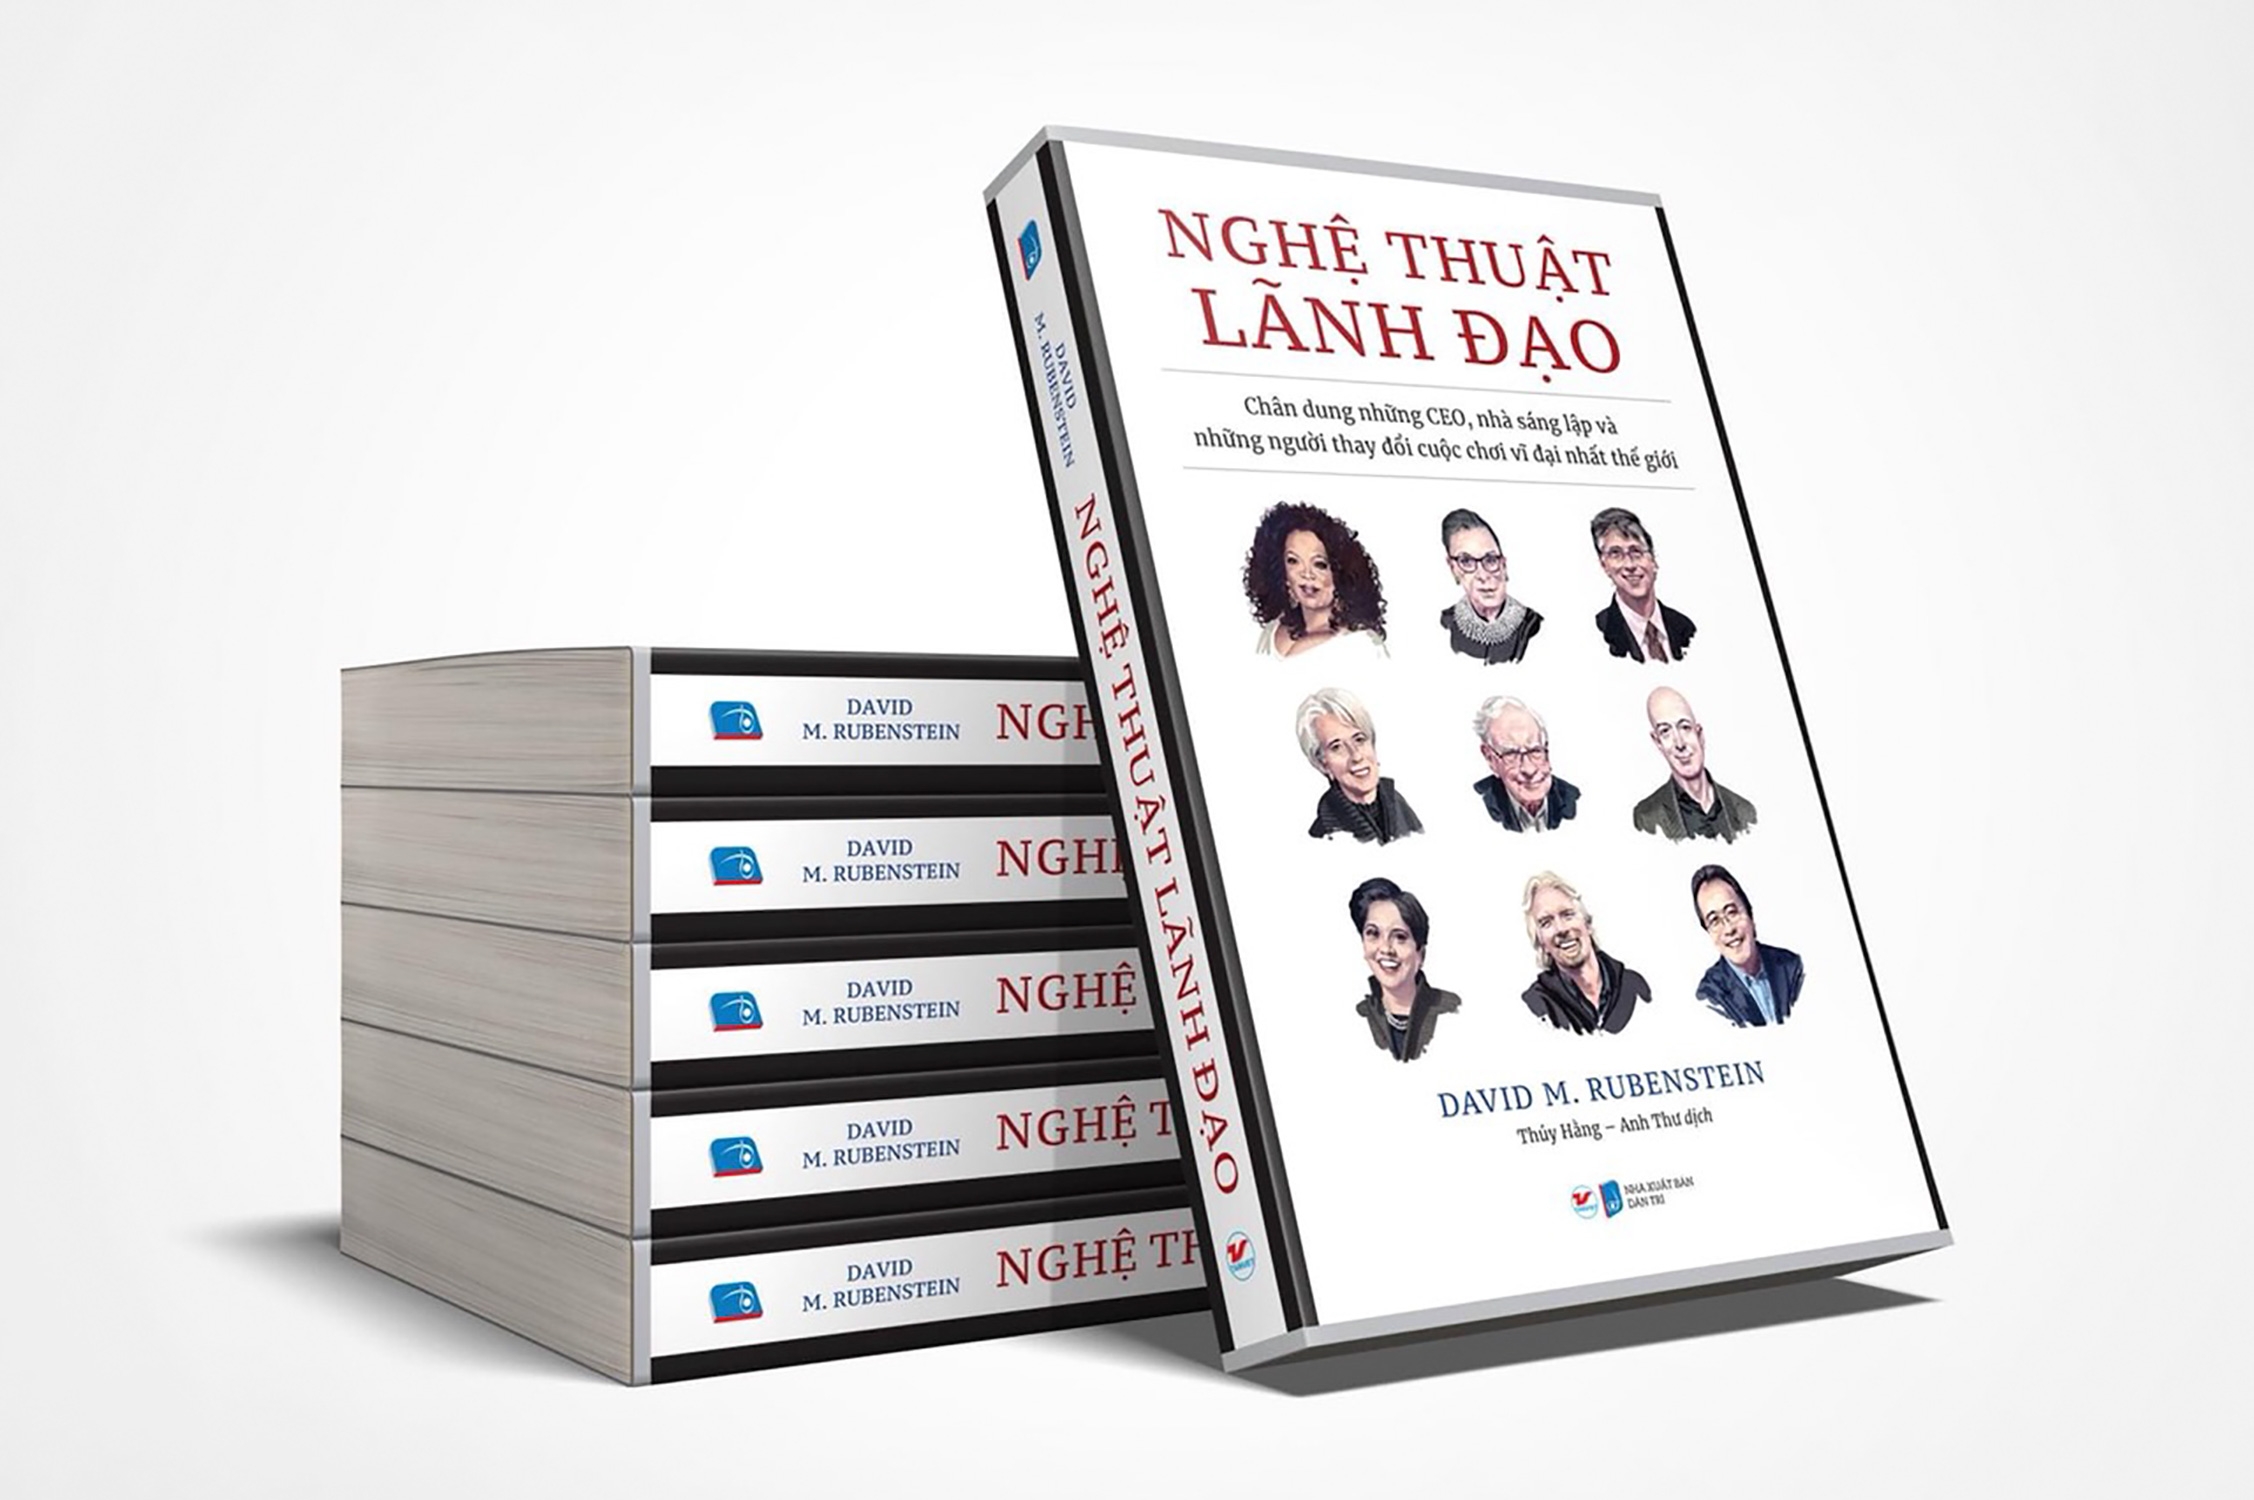 NGHỆ THUẬT
LÃNH ĐẠO
Chân dung những CEO, nhà sáng lập và
những người thay đổi cuộc chơi vĩ đại nhất thế giới
DAVID M. RUBENSTEIN
Thúy Hằng – Anh Thư dịch
NHÀ XUẤT BẢN
DÂN TRÍ
TANVIET
DAVID
M. RUBENSTEIN
NGHỆ THUẬT LÃNH ĐẠO
TANVIET
DAVID
M. RUBENSTEIN
NGH
DAVID
M. RUBENSTEIN
NGH
DAVID
M. RUBENSTEIN
NGHỆ
DAVID
M. RUBENSTEIN
NGHỆ T
DAVID
M. RUBENSTEIN
NGHỆ TH